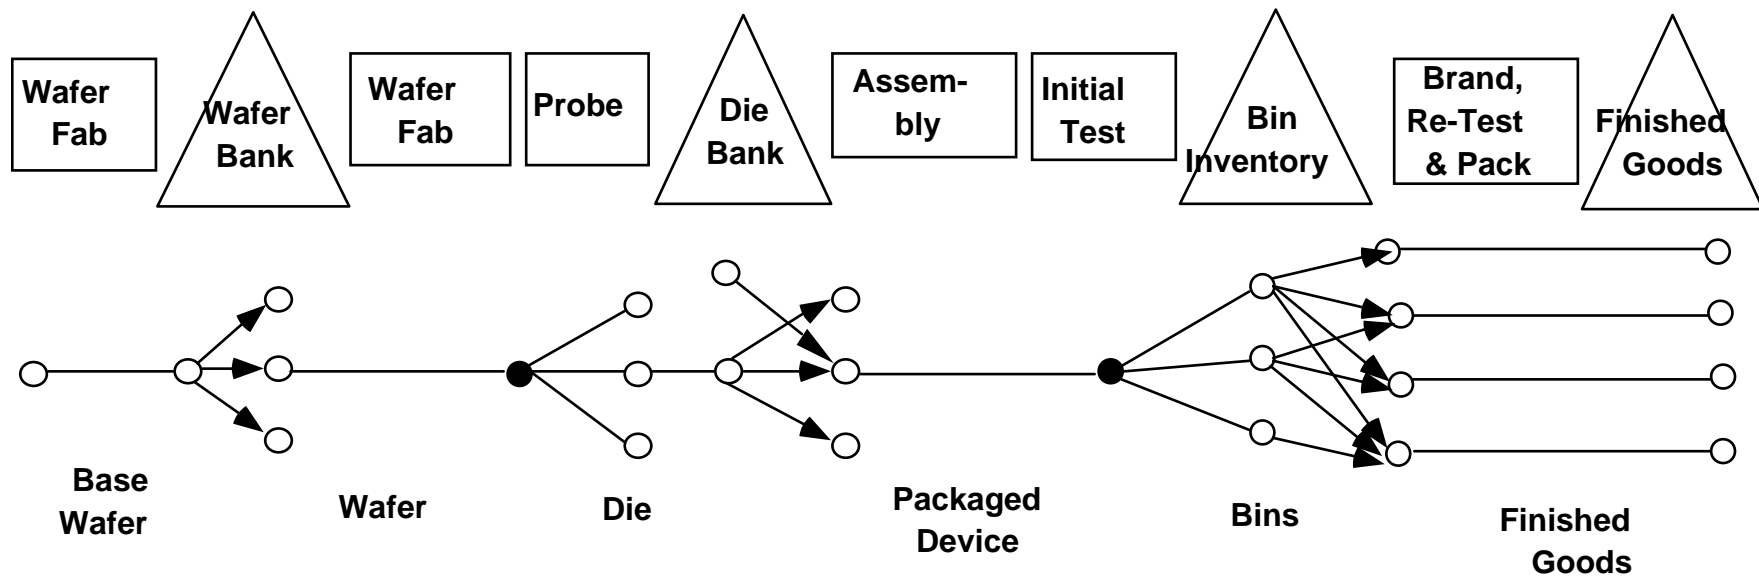 Wafer
Fab
Wafer
Bank
Wafer
Fab
Probe
Die
Bank
Assem-
bly
Initial
Test
Bin
Inventory
Brand,
Re-Test
& Pack
Finished
Goods
Base
Wafer
Wafer
Die
Packaged
Device
Bins
Finished
Goods